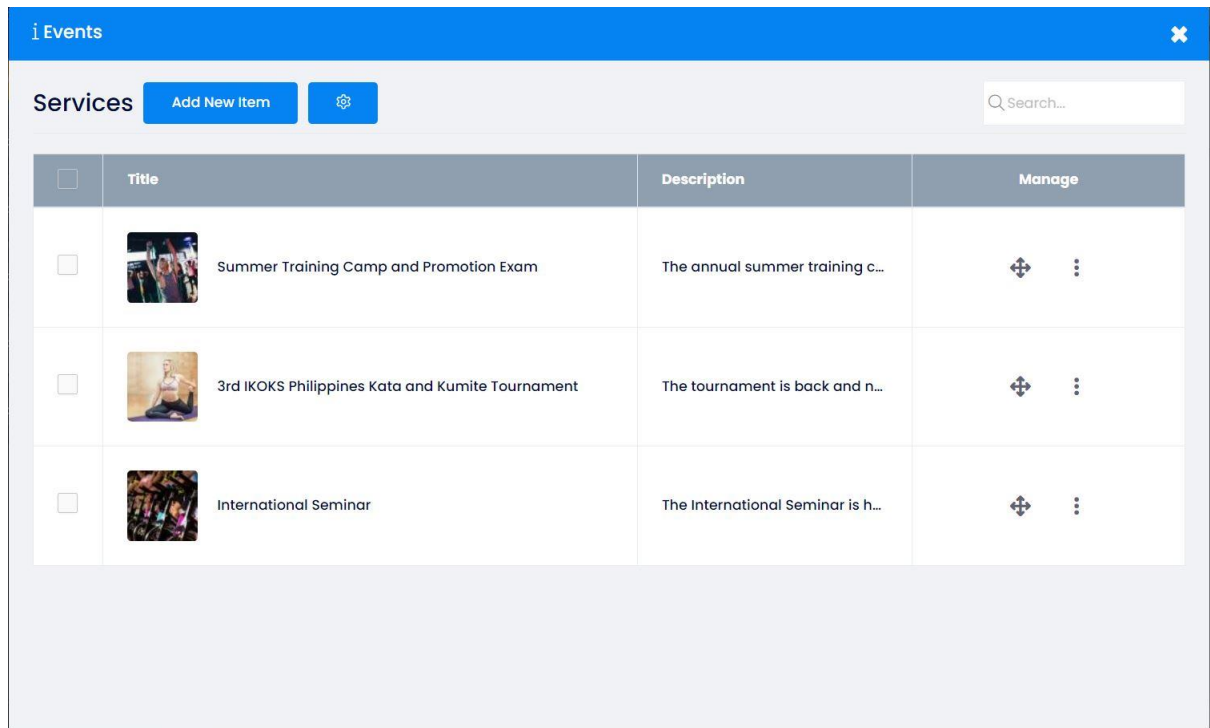 i Events
Services Add New Item Search...
Title Description Manage
Summer Training Camp and Promotion Exam The annual summer training c...
3rd IKOKS Philippines Kata and Kumite Tournament The tournament is back and n...
International Seminar The International Seminar is h...